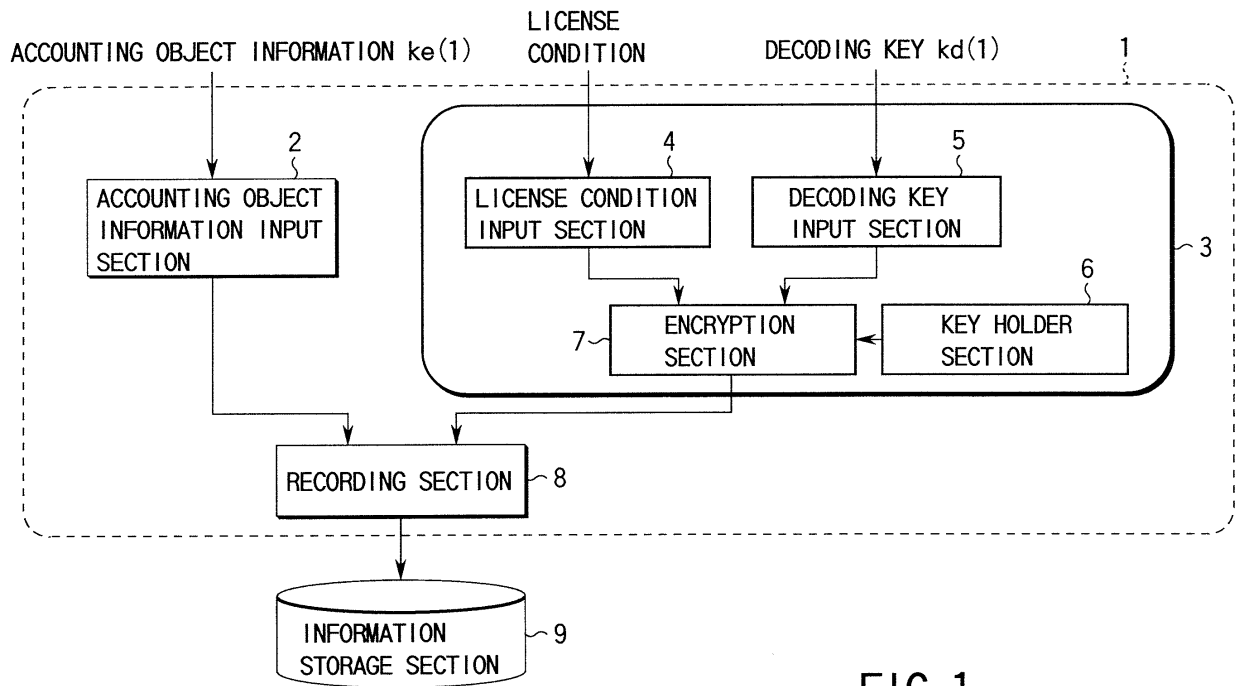 LICENSE
CONDITION
ACCOUNTING OBJECT INFORMATION ke(1)
DECODING KEY kd(1)
1
2
ACCOUNTING OBJECT
INFORMATION INPUT
SECTION
4
LICENSE CONDITION
INPUT SECTION
5
DECODING KEY
INPUT SECTION
3
6
KEY HOLDER
SECTION
7
ENCRYPTION
SECTION
RECORDING SECTION
8
INFORMATION
STORAGE SECTION
9
FIG. 1